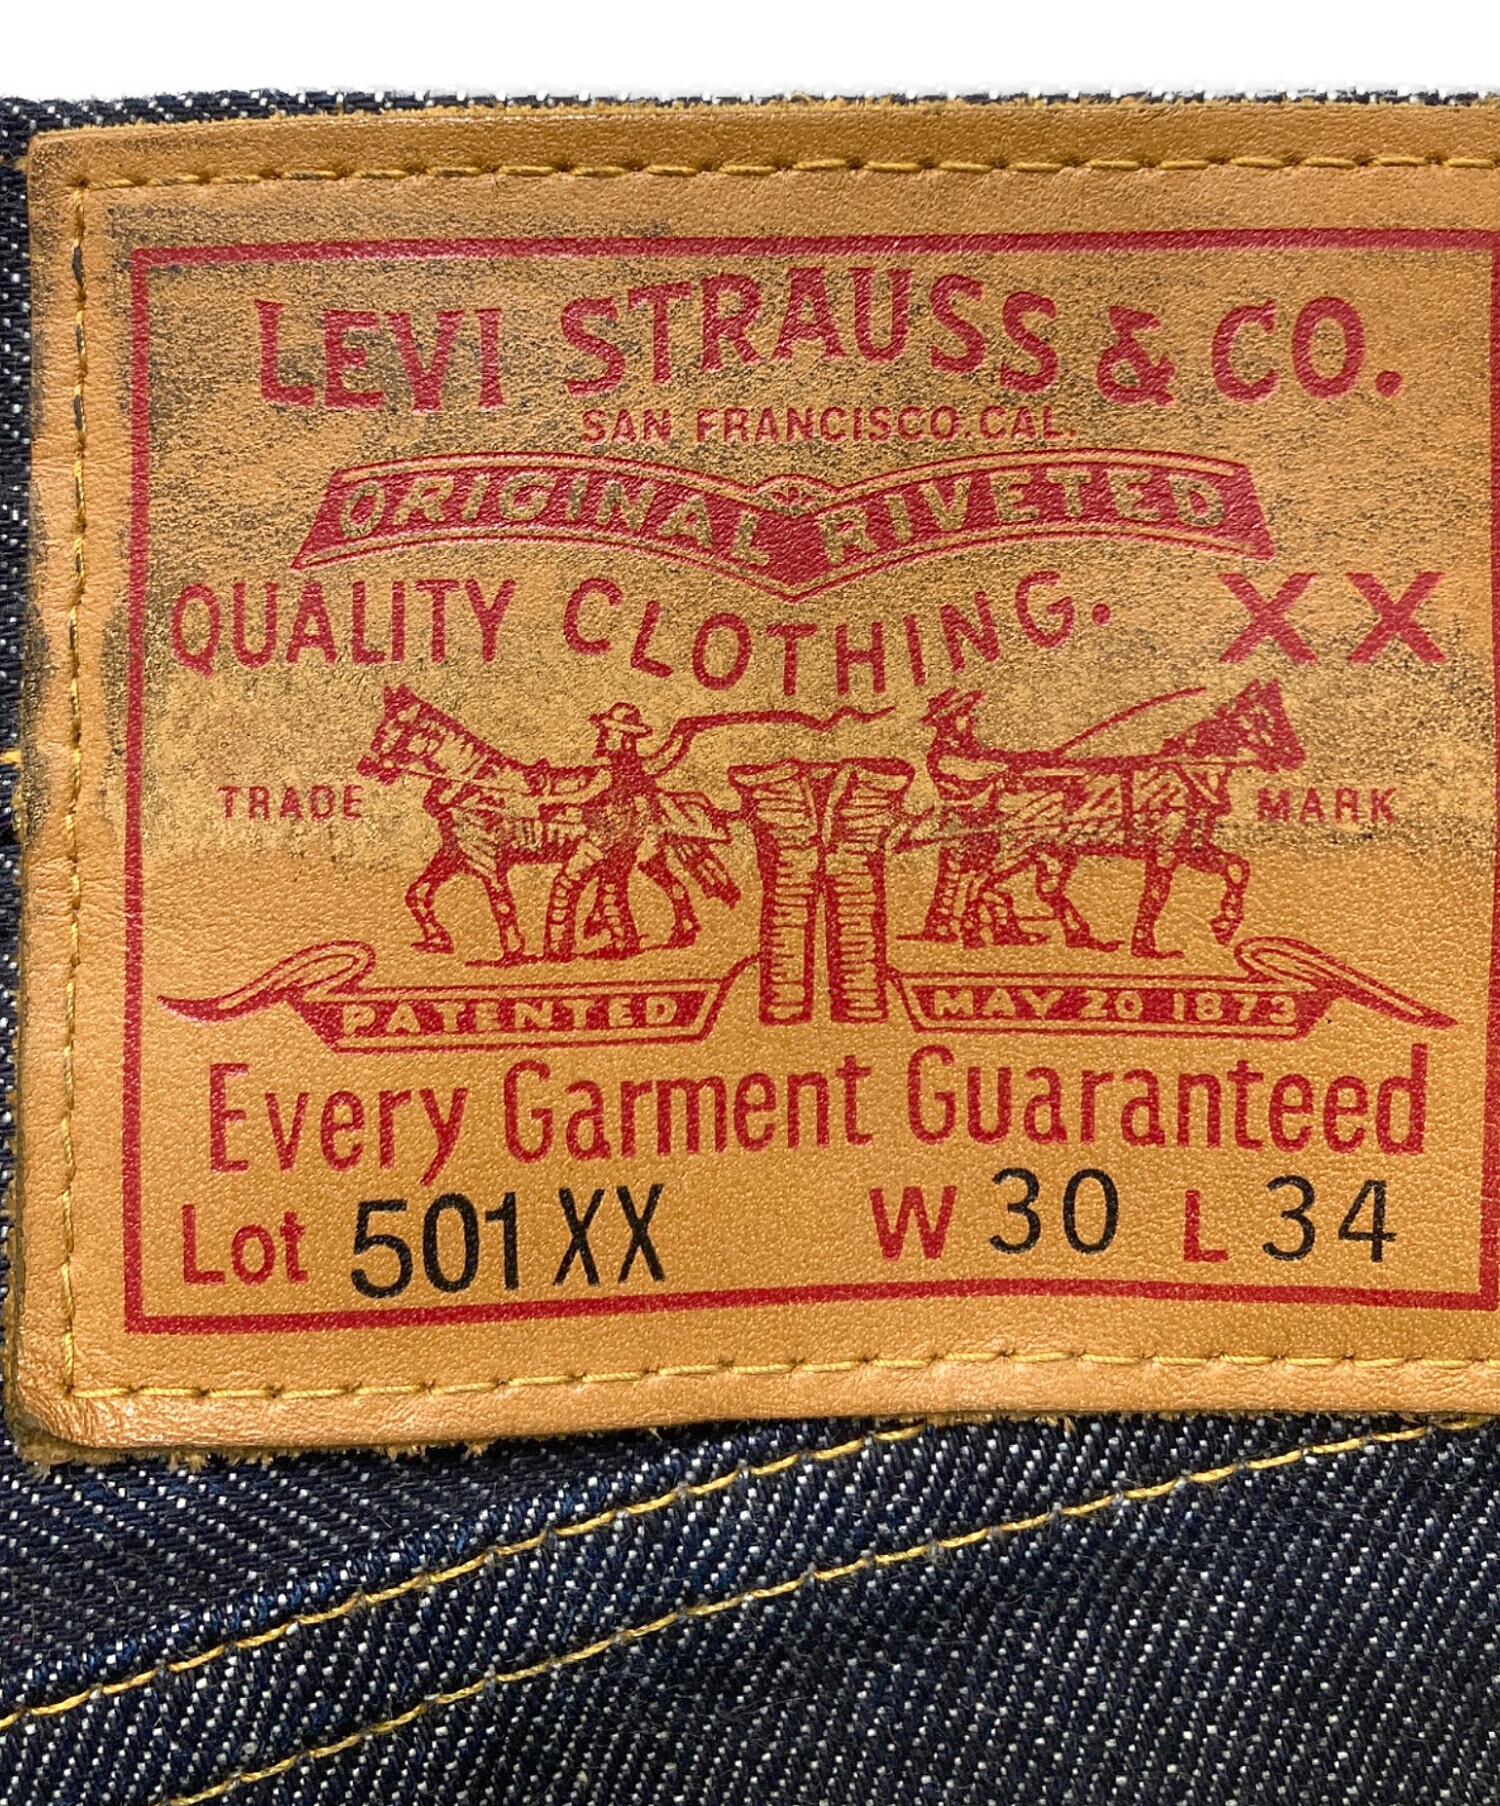 LEVI STRAUSS & CO.
SAN FRANCISCO.CAL.
ORIGINAL RIVETED
QUALITY CLOTHING. XX
TRADE MARK
PATENTED MAY 20 1873
Every Garment Guaranteed
Lot 501XX W 30 L 34